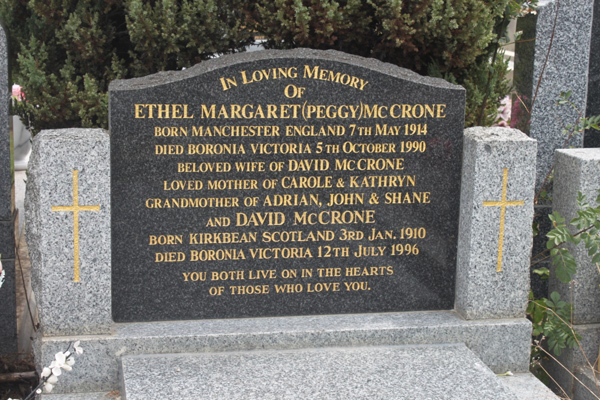 IN LOVING MEMORY
OF
ETHEL MARGARET (PEGGY) MCCRONE
BORN MANCHESTER ENGLAND 7TH MAY 1914
DIED BORONIA VICTORIA 5TH OCTOBER 1990
BELOVED WIFE OF DAVID MCCRONE
LOVED MOTHER OF CAROLE & KATHRYN
GRANDMOTHER OF ADRIAN, JOHN & SHANE
AND DAVID MCCRONE
BORN KIRKBEAN SCOTLAND 3RD JAN. 1910
DIED BORONIA VICTORIA 12TH JULY 1996
YOU BOTH LIVE ON IN THE HEARTS
OF THOSE WHO LOVE YOU.